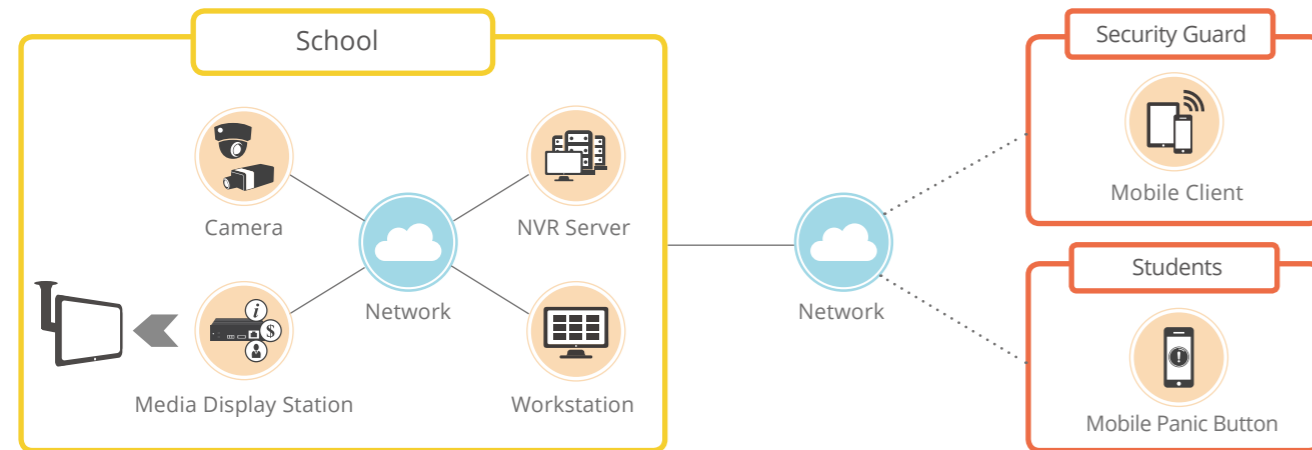 School
Security Guard
Camera
NVR Server
Mobile Client
Network
Network
Students
i
$
Media Display Station
Workstation
!
Mobile Panic Button